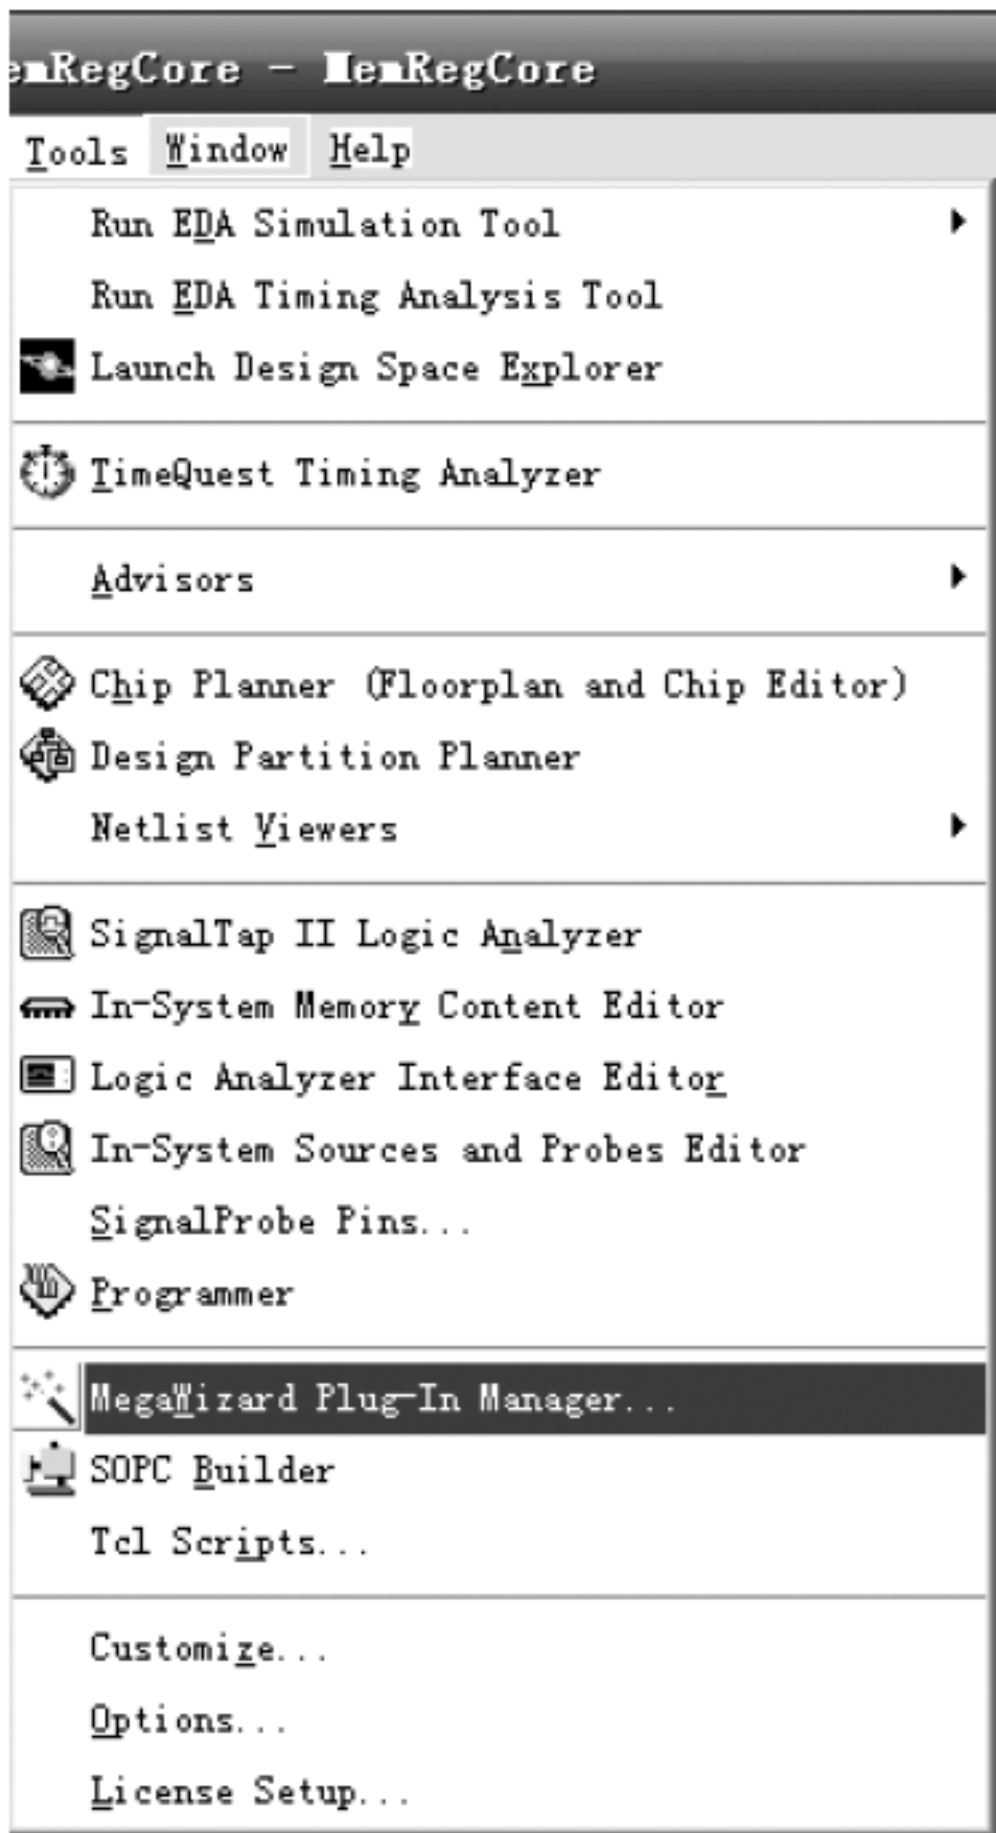 emRegCore - MemRegCore
Tools Window Help
Run EDA Simulation Tool
Run EDA Timing Analysis Tool
Launch Design Space Explorer
TimeQuest Timing Analyzer
Advisors
Chip Planner (Floorplan and Chip Editor)
Design Partition Planner
Netlist Viewers
SignalTap II Logic Analyzer
In-System Memory Content Editor
Logic Analyzer Interface Editor
In-System Sources and Probes Editor
SignalProbe Pins...
Programmer
MegaWizard Plug-In Manager...
SOPC Builder
Tcl Scripts...
Customize...
Options...
License Setup...